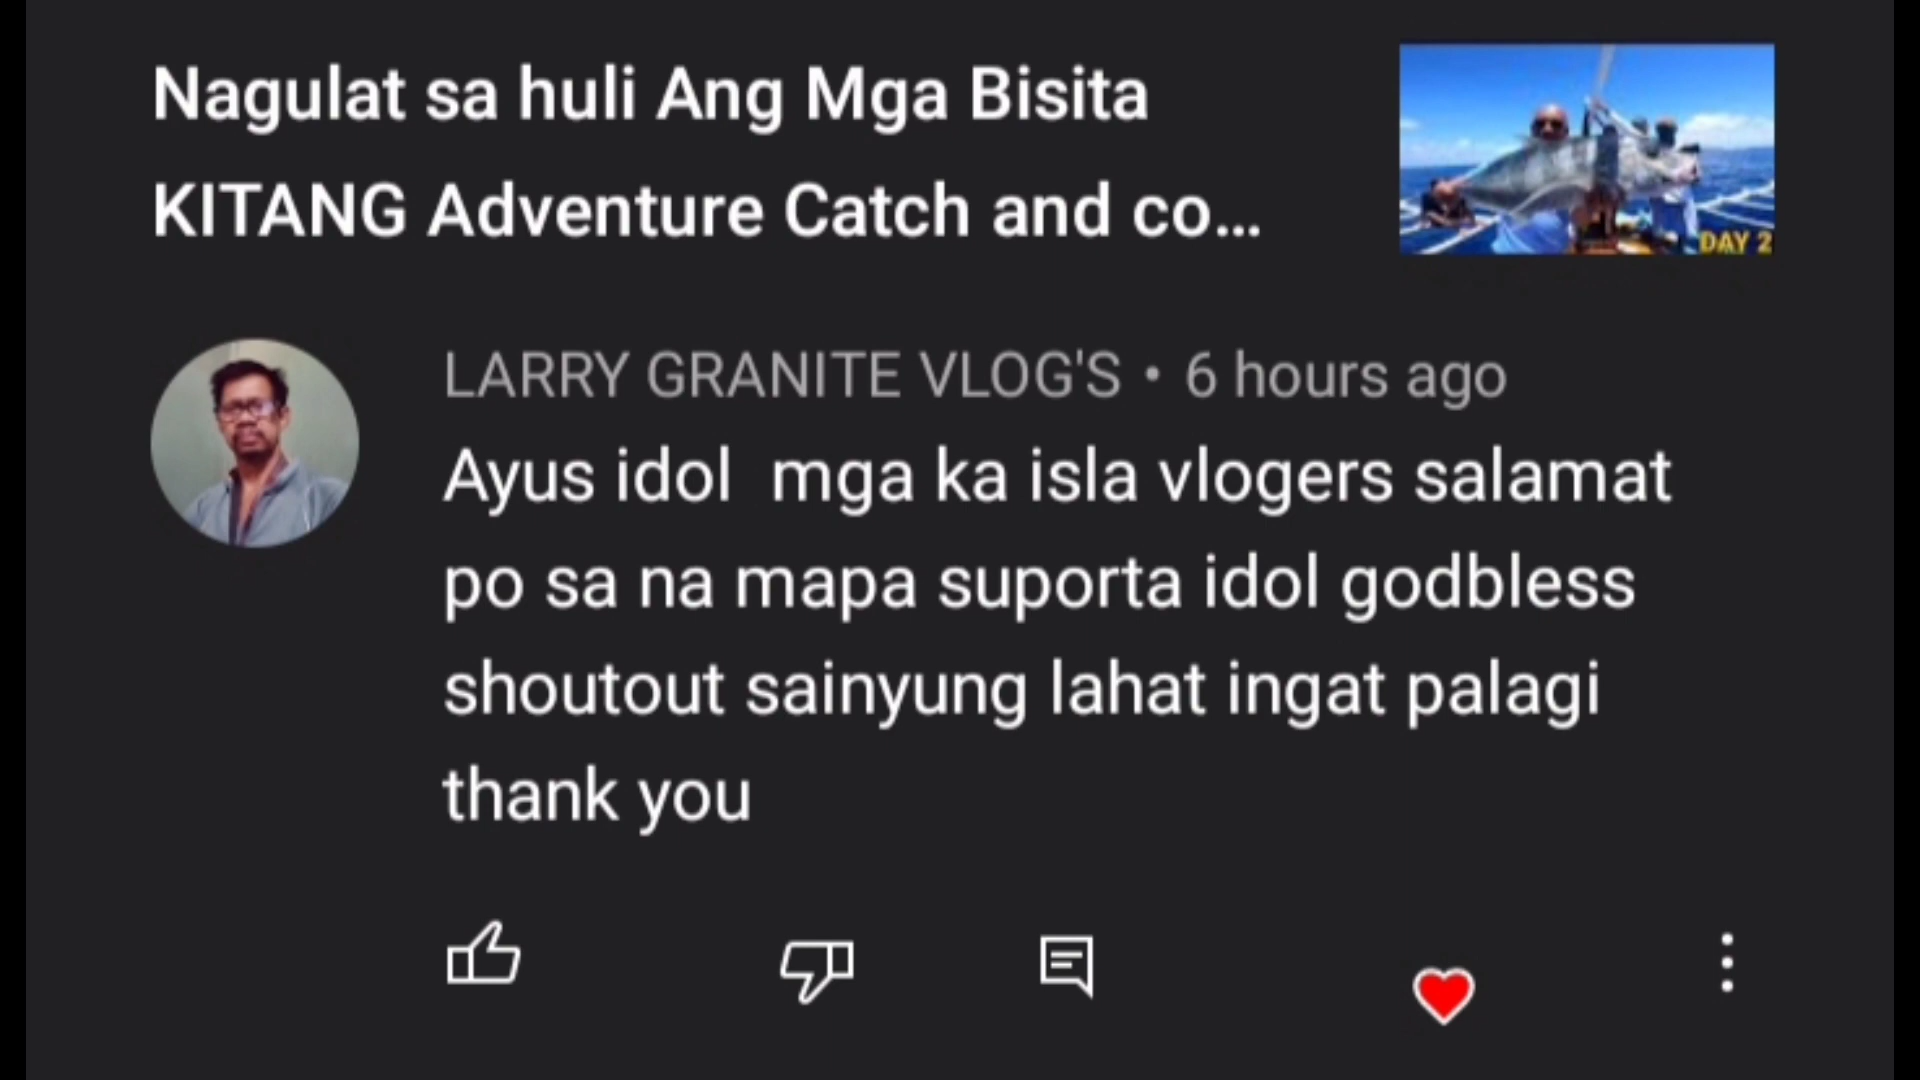 Nagulat sa huli Ang Mga Bisita
KITANG Adventure Catch and co...
DAY 2
LARRY GRANITE VLOG'S • 6 hours ago
Ayus idol mga ka isla vlogers salamat
po sa na mapa suporta idol godbless
shoutout sainyung lahat ingat palagi
thank you